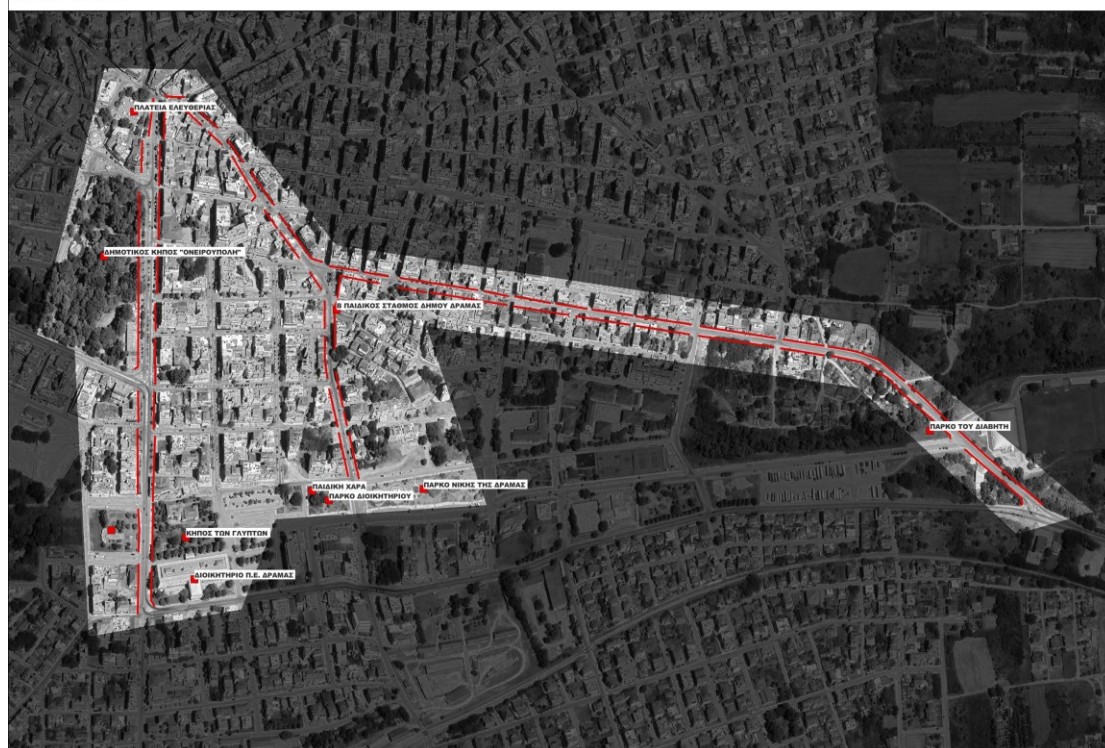 ΠΛΑΤΕΙΑ ΕΛΕΥΘΕΡΙΑΣ
ΔΗΜΟΤΙΚΟΣ ΚΗΠΟΣ "ΟΝΕΙΡΟΥΠΟΛΗ"
8 ΠΑΙΔΙΚΟΣ ΣΤΑΘΜΟΣ ΔΗΜΟΥ ΔΡΑΜΑΣ
ΠΑΡΚΟ ΤΟΥ ΔΙΑΒΗΤΗ
ΠΑΙΔΙΚΗ ΧΑΡΑ
ΠΑΡΚΟ ΝΙΚΗΣ ΤΗΣ ΔΡΑΜΑΣ
ΠΑΡΚΟ ΔΙΟΙΚΗΤΗΡΙΟΥ
ΚΗΠΟΣ ΤΩΝ ΓΛΥΠΤΩΝ
ΔΙΟΙΚΗΤΗΡΙΟ Π.Ε. ΔΡΑΜΑΣ